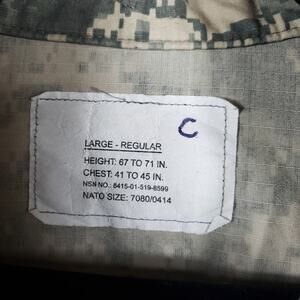 C
LARGE - REGULAR
HEIGHT: 67 TO 71 IN.
CHEST: 41 TO 45 IN.
NSN NO.: 8415-01-519-8599
NATO SIZE: 7080/0414